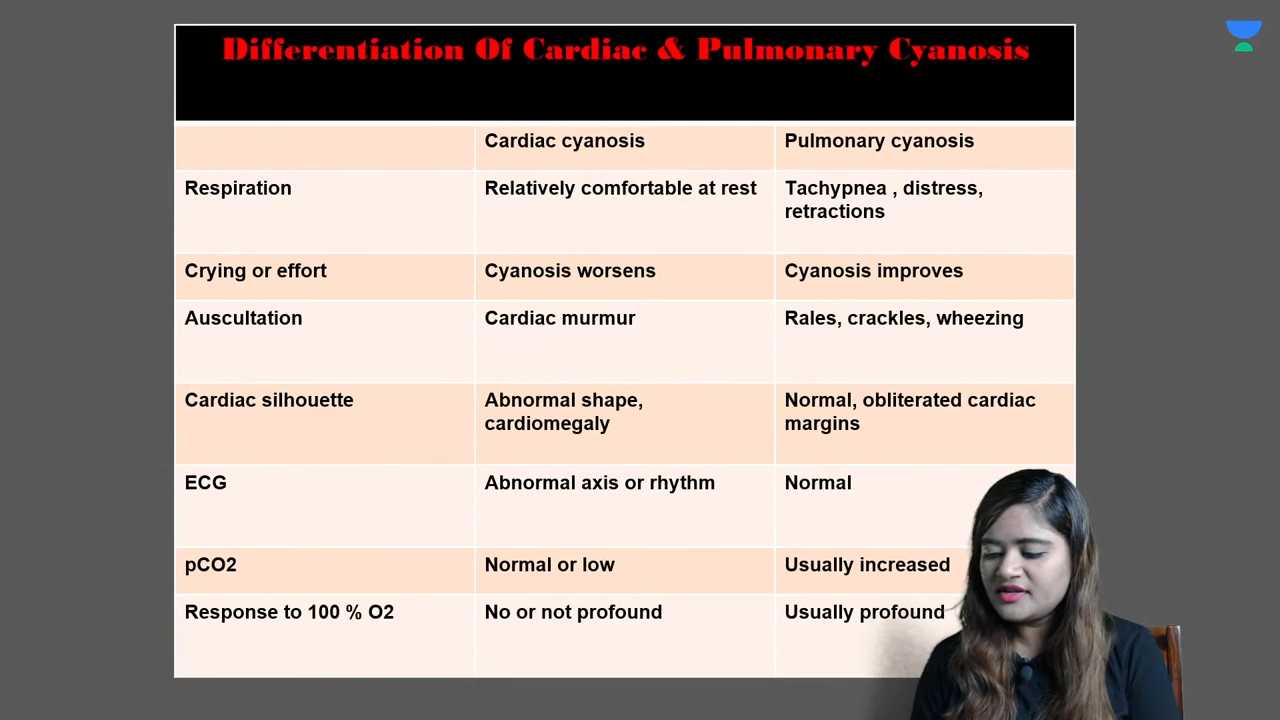 Differentiation Of Cardiac & Pulmonary Cyanosis
Cardiac cyanosis
Pulmonary cyanosis
Respiration
Relatively comfortable at rest
Tachypnea , distress,
retractions
Crying or effort
Cyanosis worsens
Cyanosis improves
Auscultation
Cardiac murmur
Rales, crackles, wheezing
Cardiac silhouette
Abnormal shape,
cardiomegaly
Normal, obliterated cardiac
margins
ECG
Abnormal axis or rhythm
Normal
pCO2
Normal or low
Usually increased
Response to 100 % O2
No or not profound
Usually profound